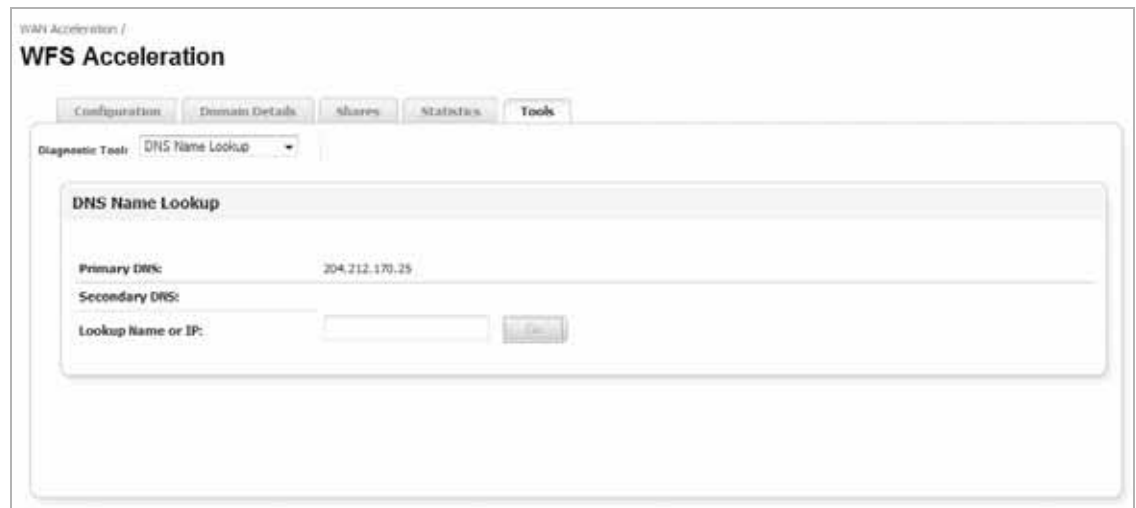 WAN Acceleration /
WFS Acceleration
Configuration Domain Details Shares Statistics Tools
Diagnostic Tool: DNS Name Lookup
DNS Name Lookup
Primary DNS: 204.212.170.25
Secondary DNS:
Lookup Name or IP: